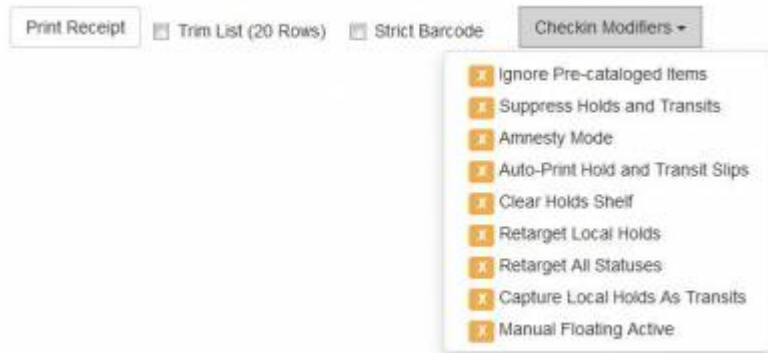 Print Receipt Trim List (20 Rows) Strict Barcode Checkin Modifiers
X Ignore Pre-cataloged Items
X Suppress Holds and Transits
X Amnesty Mode
X Auto-Print Hold and Transit Slips
X Clear Holds Shelf
X Retarget Local Holds
X Retarget All Statuses
X Capture Local Holds As Transits
X Manual Floating Active